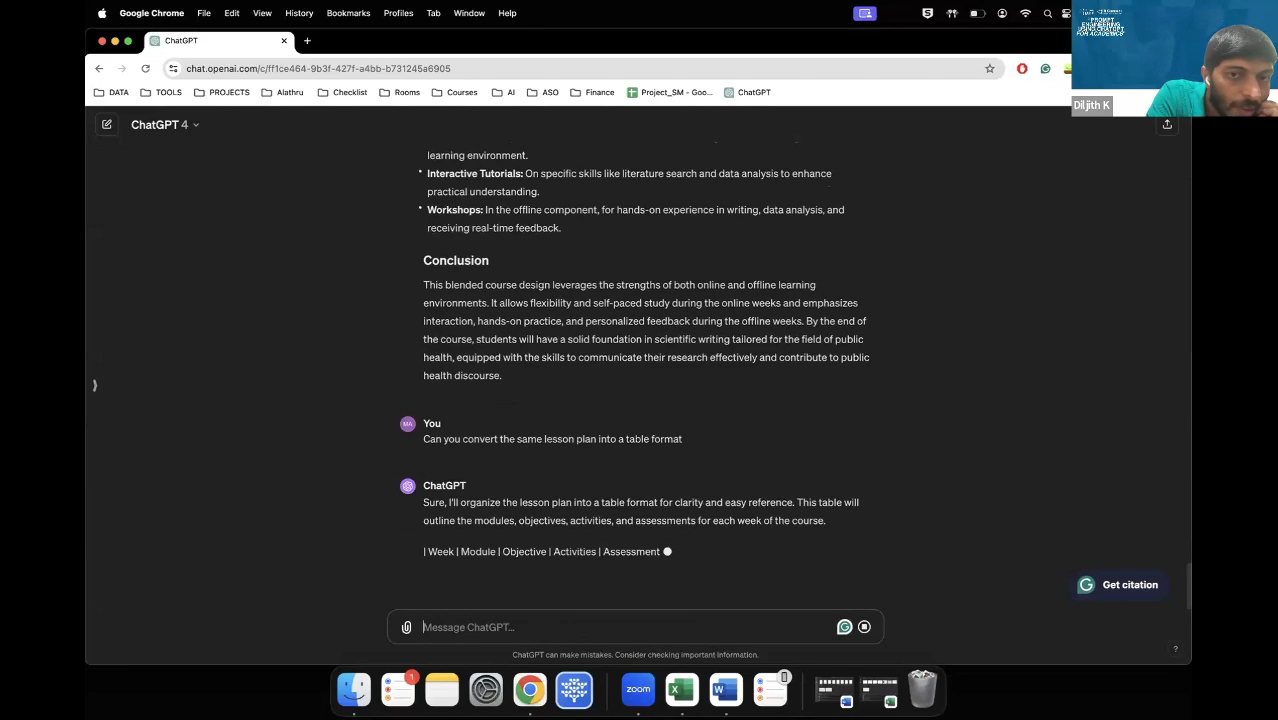 Google Chrome File Edit View History Bookmarks Profiles Tab Window Help
ChatGPT
chat.openai.com/c/ff1ce464-9b3f-427f-a4bb-b731245a6905
DATA TOOLS PROJECTS Alathru Checklist Rooms Courses AI ASO Finance Project_SM - Goo... ChatGPT
PROMPT
ENGINEERING
USING CHATGPT
FOR ACADEMICS
Diljith K
ChatGPT 4
learning environment.
• Interactive Tutorials: On specific skills like literature search and data analysis to enhance
practical understanding.
• Workshops: In the offline component, for hands-on experience in writing, data analysis, and
receiving real-time feedback.
Conclusion
This blended course design leverages the strengths of both online and offline learning
environments. It allows flexibility and self-paced study during the online weeks and emphasizes
interaction, hands-on practice, and personalized feedback during the offline weeks. By the end of
the course, students will have a solid foundation in scientific writing tailored for the field of public
health, equipped with the skills to communicate their research effectively and contribute to public
health discourse.
MA You
Can you convert the same lesson plan into a table format
ChatGPT
Sure, I'll organize the lesson plan into a table format for clarity and easy reference. This table will
outline the modules, objectives, activities, and assessments for each week of the course.
| Week | Module | Objective | Activities | Assessment
Get citation
Message ChatGPT...
ChatGPT can make mistakes. Consider checking important information.
?
1
zoom